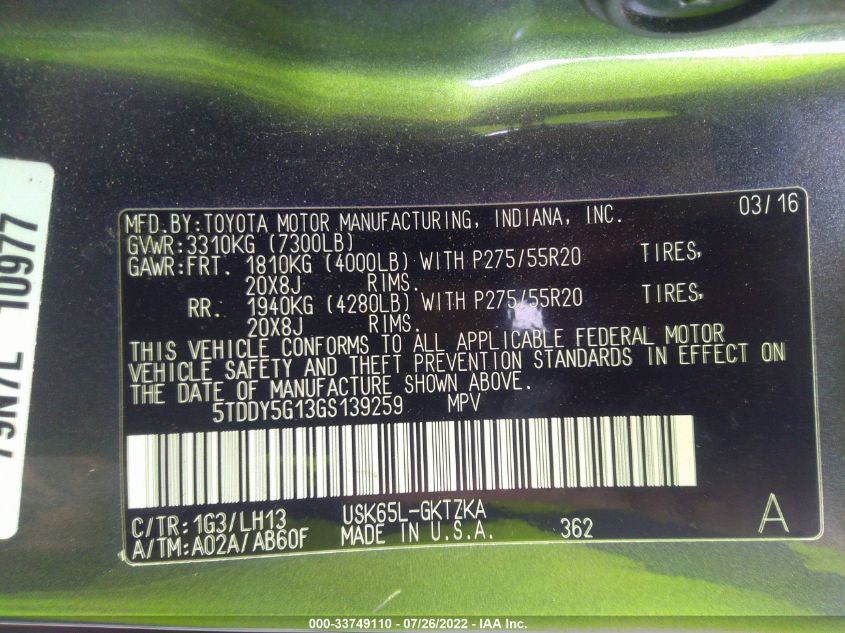 MFD.BY:TOYOTA MOTOR MANUFACTURING, INDIANA, INC. 03/16
GVWR:3310KG (7300LB)
GAWR:FRT. 1810KG (4000LB) WITH P275/55R20 TIRES,
20X8J RIMS.
RR. 1940KG (4280LB) WITH P275/55R20 TIRES,
20X8J RIMS.
THIS VEHICLE CONFORMS TO ALL APPLICABLE FEDERAL MOTOR
VEHICLE SAFETY AND THEFT PREVENTION STANDARDS IN EFFECT ON
THE DATE OF MANUFACTURE SHOWN ABOVE.
5TDDY5G13GS139259 MPV
C/TR:1G3/LH13 USK65L-GKTZKA
A/TM:A02A/AB60F MADE IN U.S.A. 362 A
79N7L 10977
000-33749110 - 07/26/2022 - IAA Inc.